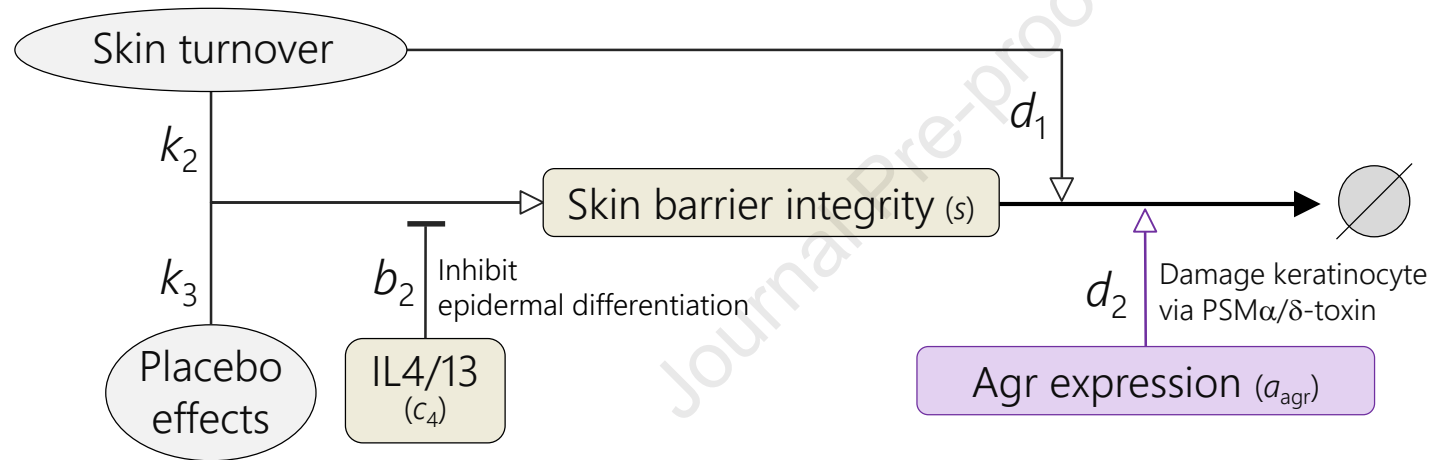 Skin turnover
k2
d1
Skin barrier integrity (s)
k3
b2
Inhibit
epidermal differentiation
d2
Damage keratinocyte
via PSMα/δ-toxin
Placebo
effects
IL4/13
(c4)
Agr expression (aagr)
Journal Pre-proo